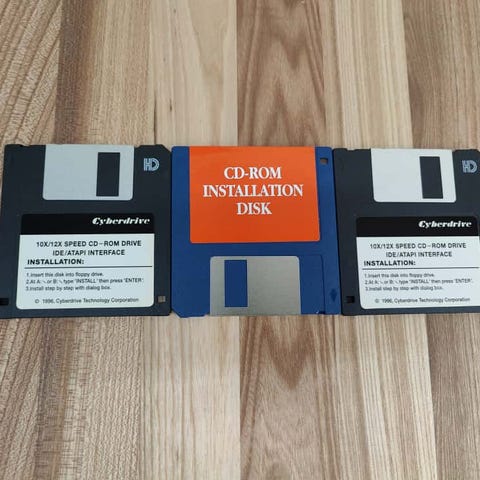 HD
Cyberdrive
10X/12X SPEED CD-ROM DRIVE
IDE/ATAPI INTERFACE
INSTALLATION:
1.Insert this disk into floppy drive.
2.At A:\ or B:\, type "INSTALL" then press "ENTER".
3.Install step by step with dialog box.
© 1996, Cyberdrive Technology Corporation
CD-ROM
INSTALLATION
DISK
HD
Cyberdrive
10X/12X SPEED CD-ROM DRIVE
IDE/ATAPI INTERFACE
INSTALLATION:
1.Insert this disk into floppy drive.
2.At A:\ or B:\, type "INSTALL" then press "ENTER".
3.Install step by step with dialog box.
© 1996, Cyberdrive Technology Corporation